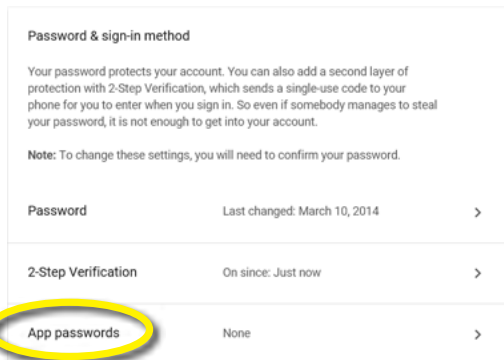 Password & sign-in method
Your password protects your account. You can also add a second layer of
protection with 2-Step Verification, which sends a single-use code to your
phone for you to enter when you sign in. So even if somebody manages to steal
your password, it is not enough to get into your account.
Note: To change these settings, you will need to confirm your password.
Password Last changed: March 10, 2014
2-Step Verification On since: Just now
App passwords None